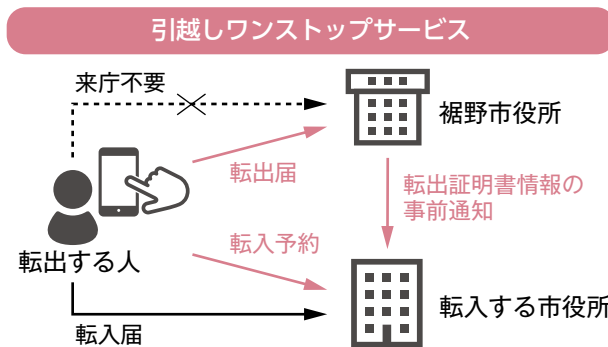 引越しワンストップサービス
来庁不要
裾野市役所
転出届
転出証明書情報の
事前通知
転入予約
転出する人
転入する市役所
転入届